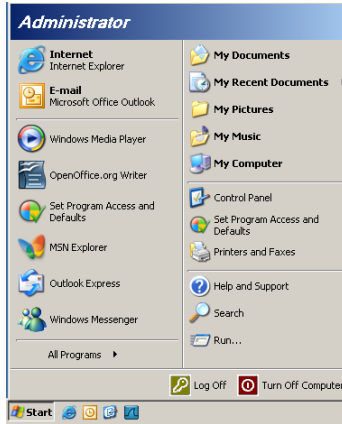 Administrator
Internet
Internet Explorer
E-mail
Microsoft Office Outlook
Windows Media Player
OpenOffice.org Writer
Set Program Access and
Defaults
MSN Explorer
Outlook Express
Windows Messenger
All Programs
My Documents
My Recent Documents
My Pictures
My Music
My Computer
Control Panel
Set Program Access and
Defaults
Printers and Faxes
Help and Support
Search
Run...
Log Off
Turn Off Computer
Start